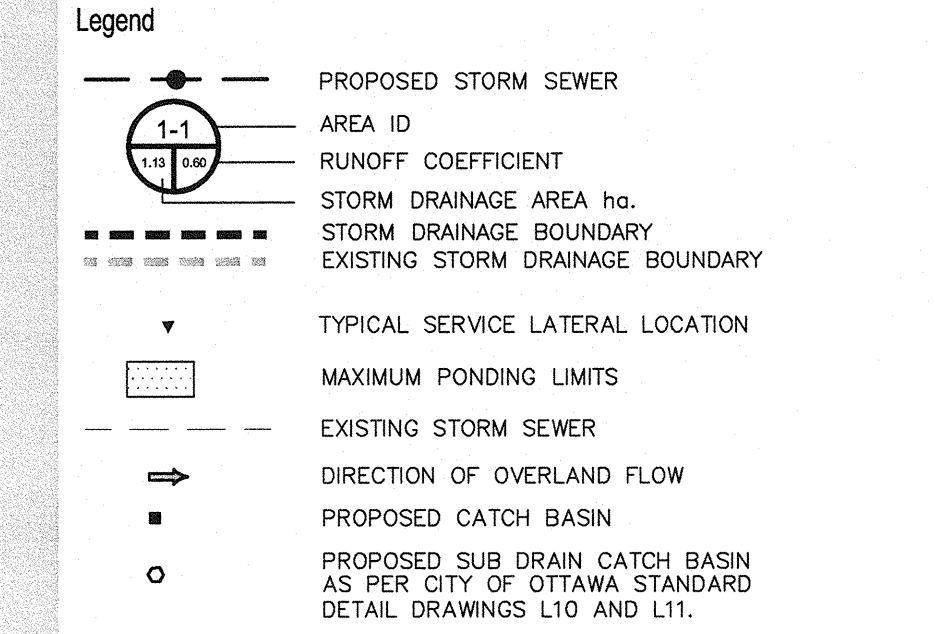 Legend
PROPOSED STORM SEWER
1-1
AREA ID
1.13 0.60
RUNOFF COEFFICIENT
STORM DRAINAGE AREA ha.
STORM DRAINAGE BOUNDARY
EXISTING STORM DRAINAGE BOUNDARY
TYPICAL SERVICE LATERAL LOCATION
MAXIMUM PONDING LIMITS
EXISTING STORM SEWER
DIRECTION OF OVERLAND FLOW
PROPOSED CATCH BASIN
PROPOSED SUB DRAIN CATCH BASIN
AS PER CITY OF OTTAWA STANDARD
DETAIL DRAWINGS L10 AND L11.